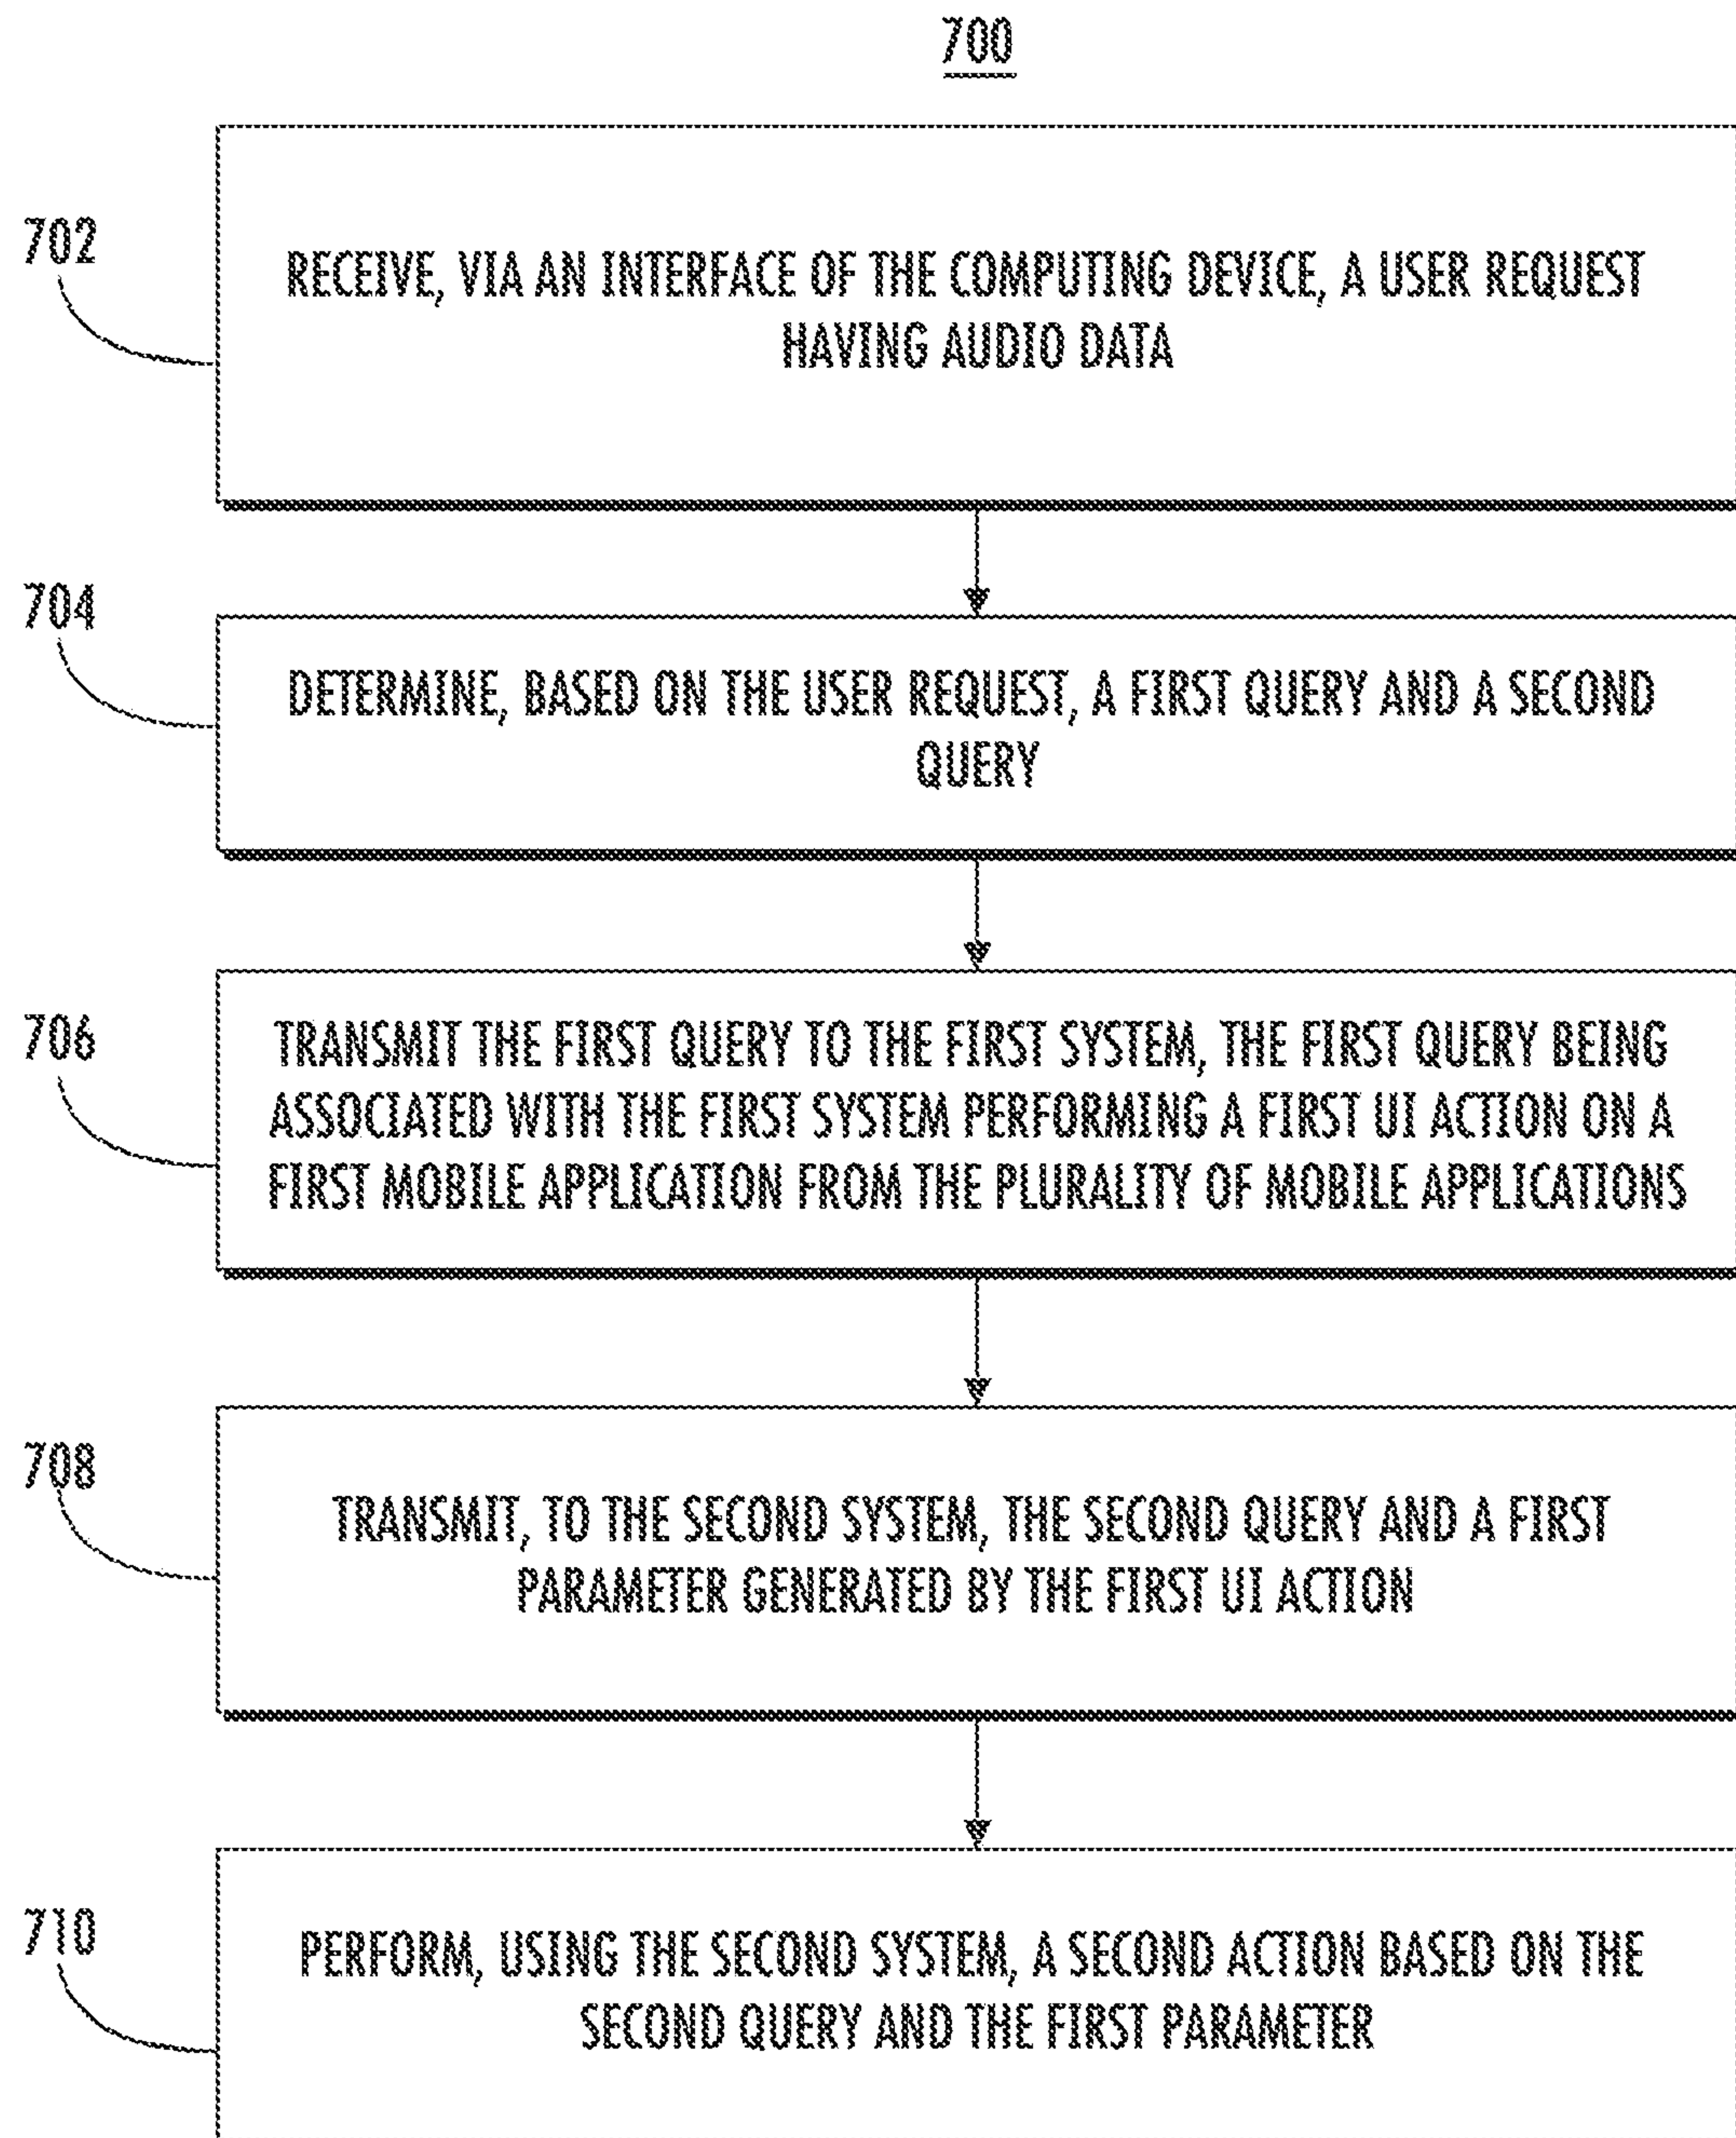 700
702
RECEIVE, VIA AN INTERFACE OF THE COMPUTING DEVICE, A USER REQUEST
HAVING AUDIO DATA
704
DETERMINE, BASED ON THE USER REQUEST, A FIRST QUERY AND A SECOND
QUERY
706
TRANSMIT THE FIRST QUERY TO THE FIRST SYSTEM, THE FIRST QUERY BEING
ASSOCIATED WITH THE FIRST SYSTEM PERFORMING A FIRST UI ACTION ON A
FIRST MOBILE APPLICATION FROM THE PLURALITY OF MOBILE APPLICATIONS
708
TRANSMIT, TO THE SECOND SYSTEM, THE SECOND QUERY AND A FIRST
PARAMETER GENERATED BY THE FIRST UI ACTION
710
PERFORM, USING THE SECOND SYSTEM, A SECOND ACTION BASED ON THE
SECOND QUERY AND THE FIRST PARAMETER